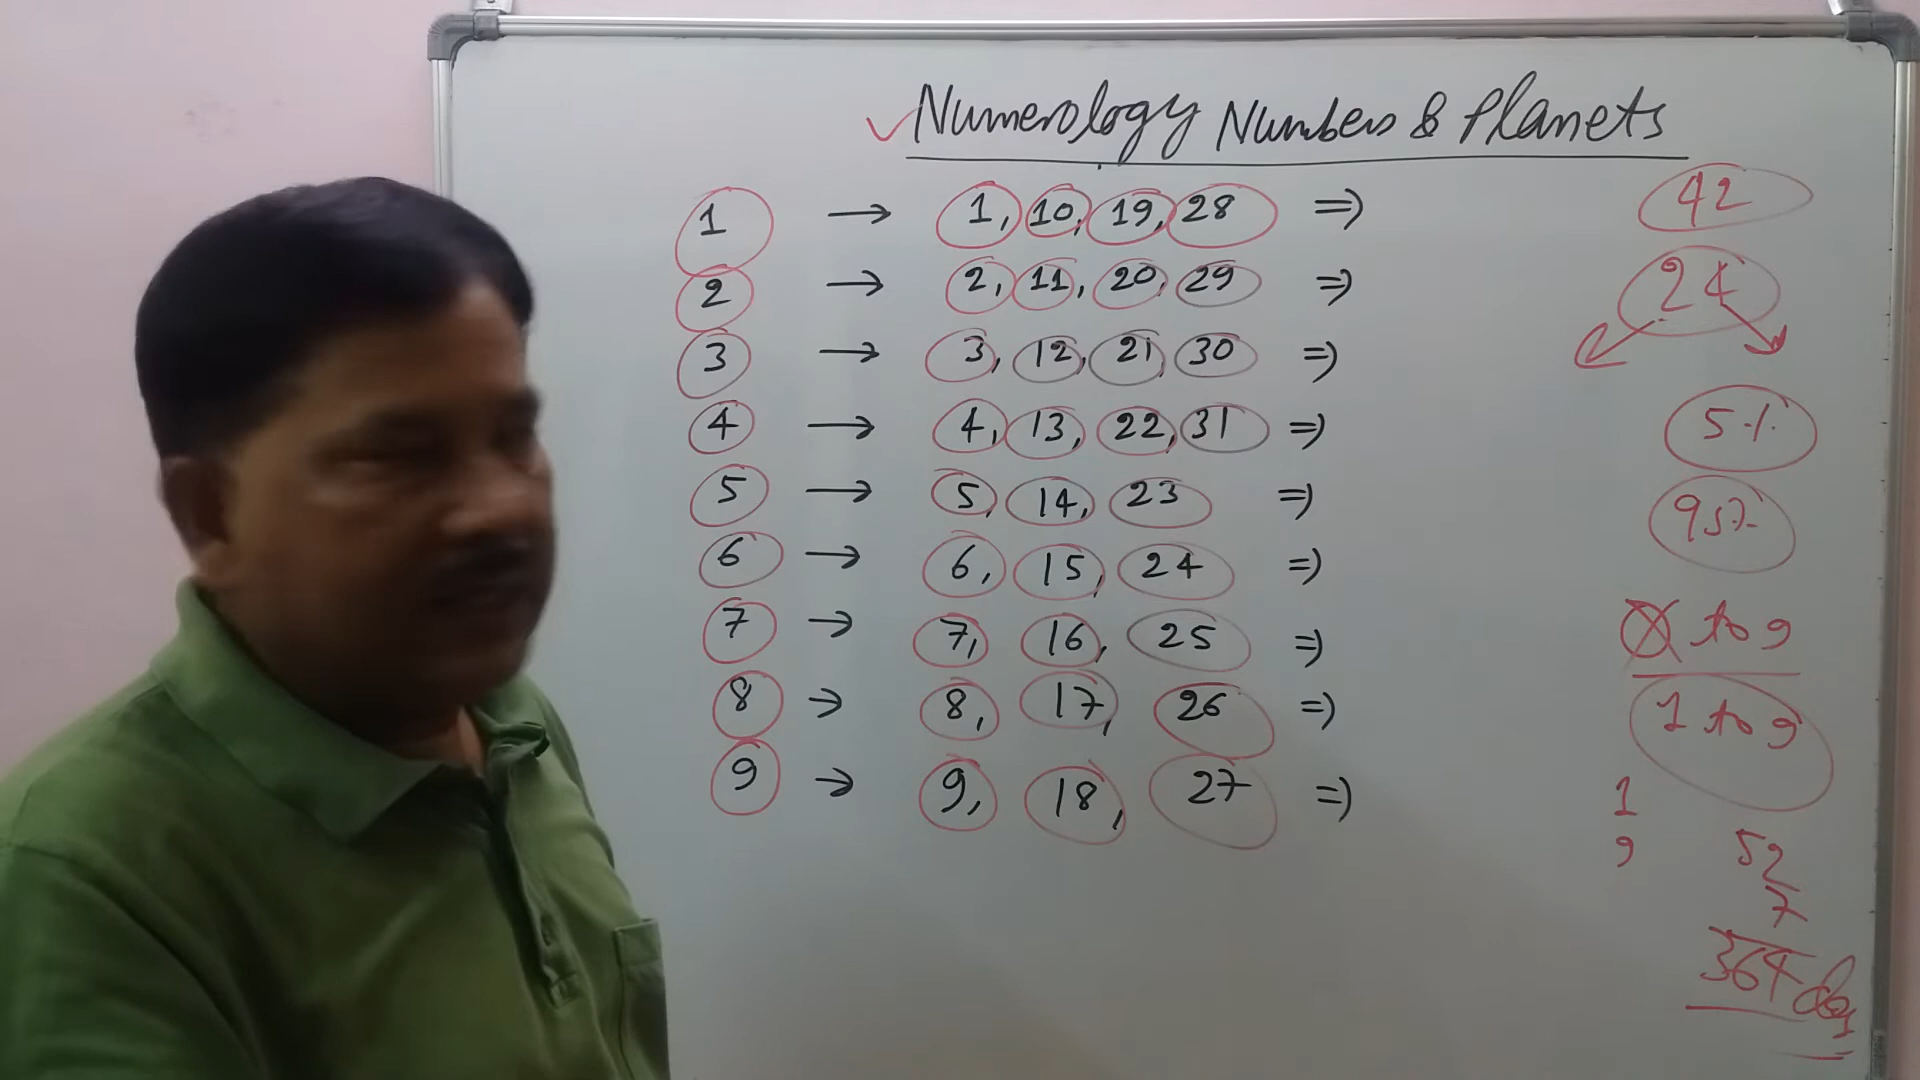 Numerology Numbers & Planets
1 → 1, 10, 19, 28 ⇒
2 → 2, 11, 20, 29 ⇒
3 → 3, 12, 21, 30 ⇒
4 → 4, 13, 22, 31 ⇒
5 → 5, 14, 23 ⇒
6 → 6, 15, 24 ⇒
7 → 7, 16, 25 ⇒
8 → 8, 17, 26 ⇒
9 → 9, 18, 27 ⇒
42
24
5%
95%
to 9
1 to 9
1
9
52
7
364 days